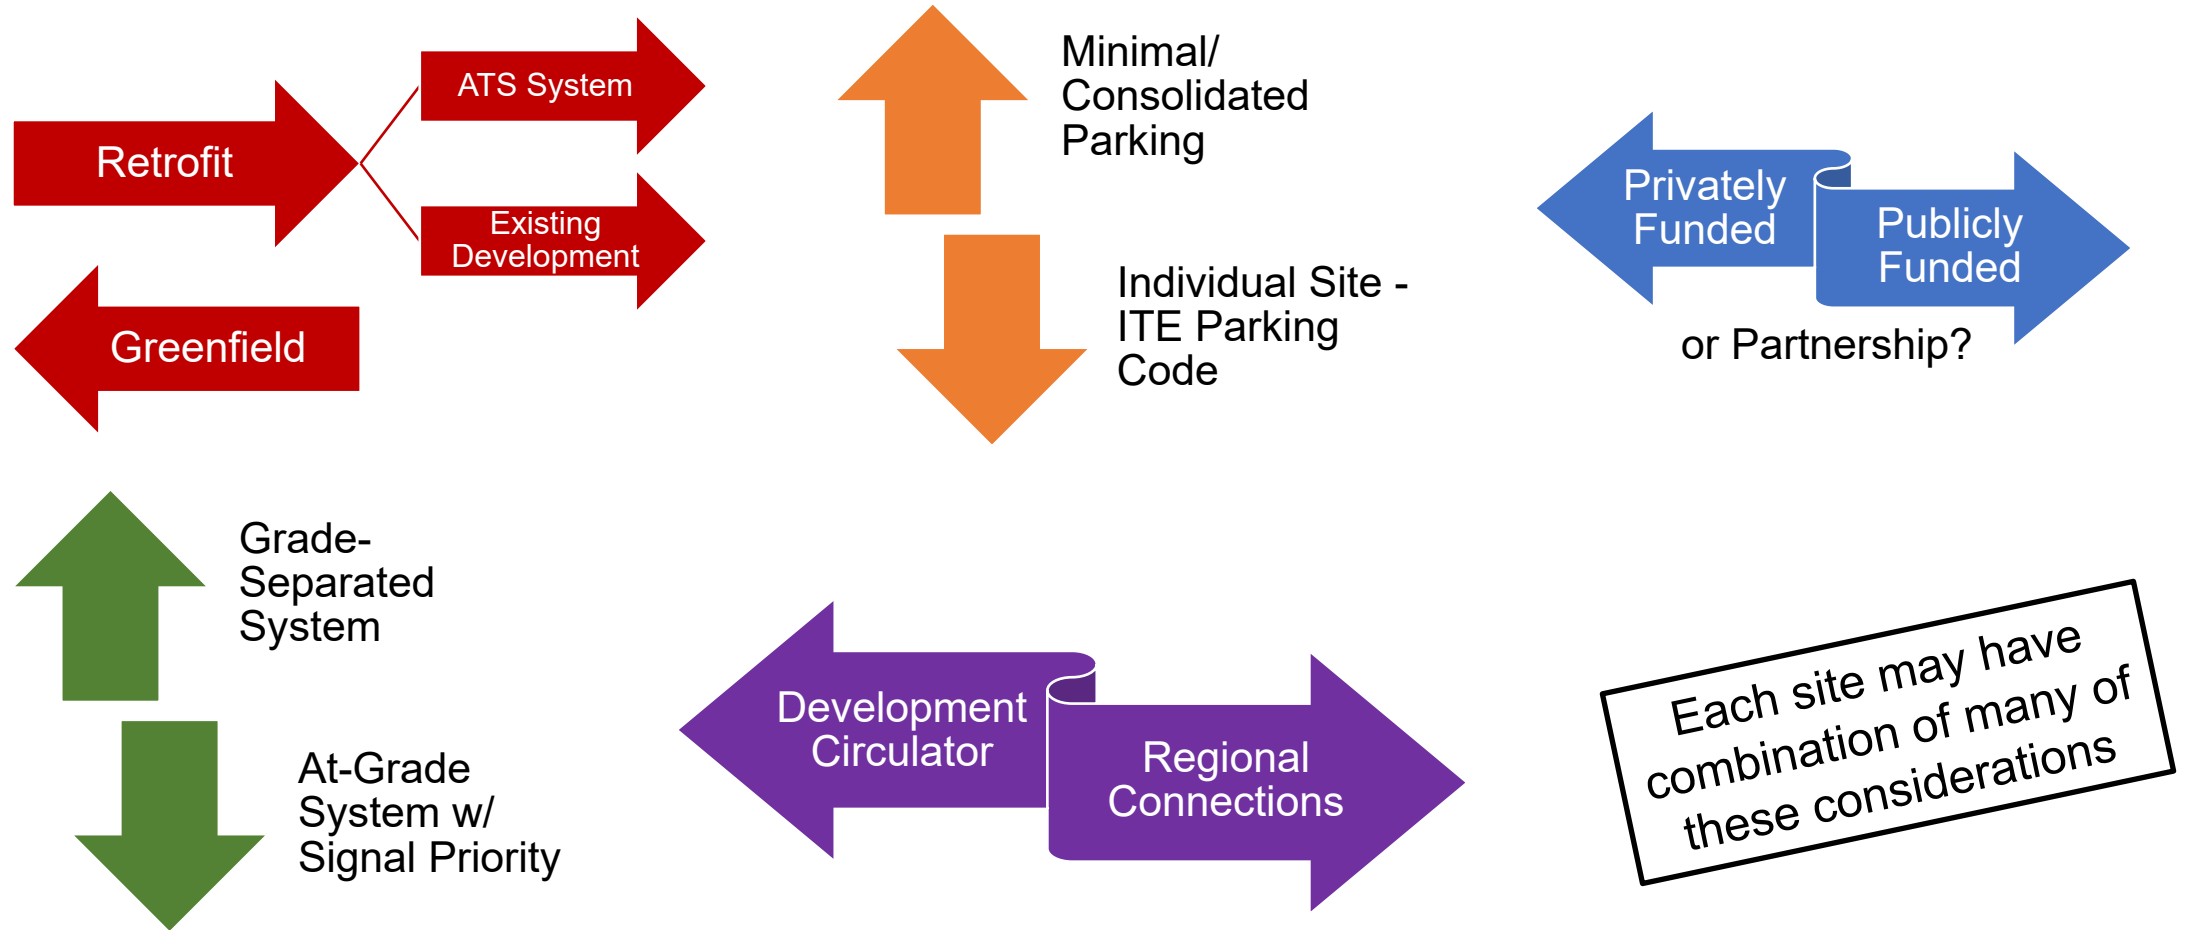 Retrofit
ATS System
Existing
Development
Greenfield
Minimal/
Consolidated
Parking
Individual Site -
ITE Parking
Code
Privately
Funded
Publicly
Funded
or Partnership?
Grade-
Separated
System
At-Grade
System w/
Signal Priority
Development
Circulator
Regional
Connections
Each site may have
combination of many of
these considerations